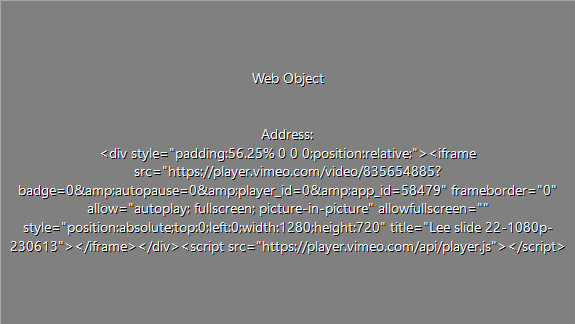 Web Object
Address:
<div style="padding:56.25% 0 0 0;position:relative;"><iframe
src="https://player.vimeo.com/video/835654885?
badge=0&amp;autopause=0&amp;player_id=0&amp;app_id=58479" frameborder="0"
allow="autoplay; fullscreen; picture-in-picture" allowfullscreen=""
style="position:absolute;top:0;left:0;width:1280;height:720" title="Lee slide 22-1080p-
230613"></iframe></div><script src="https://player.vimeo.com/api/player.js"></script>